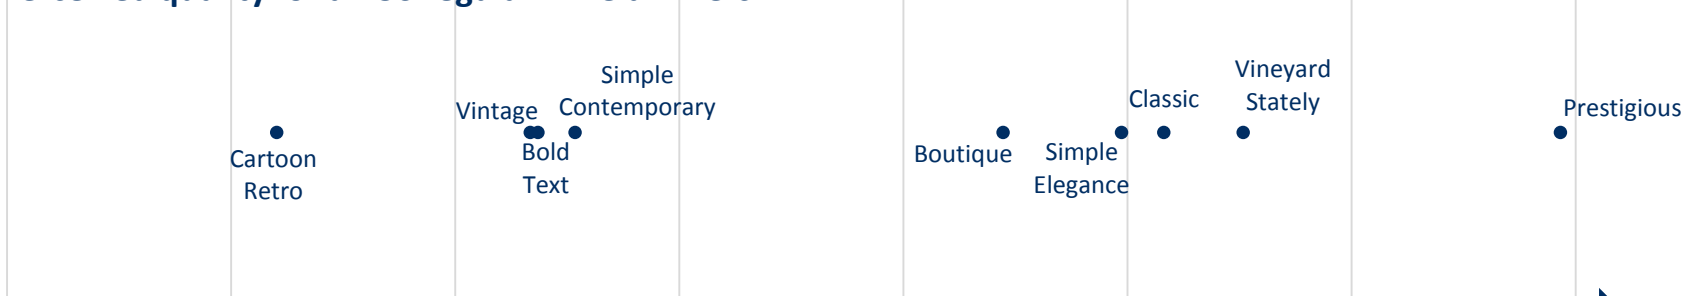 Simple
Contemporary
Vintage
Vineyard
Stately
Classic
Prestigious
Cartoon
Retro
Bold
Text
Boutique
Simple
Elegance